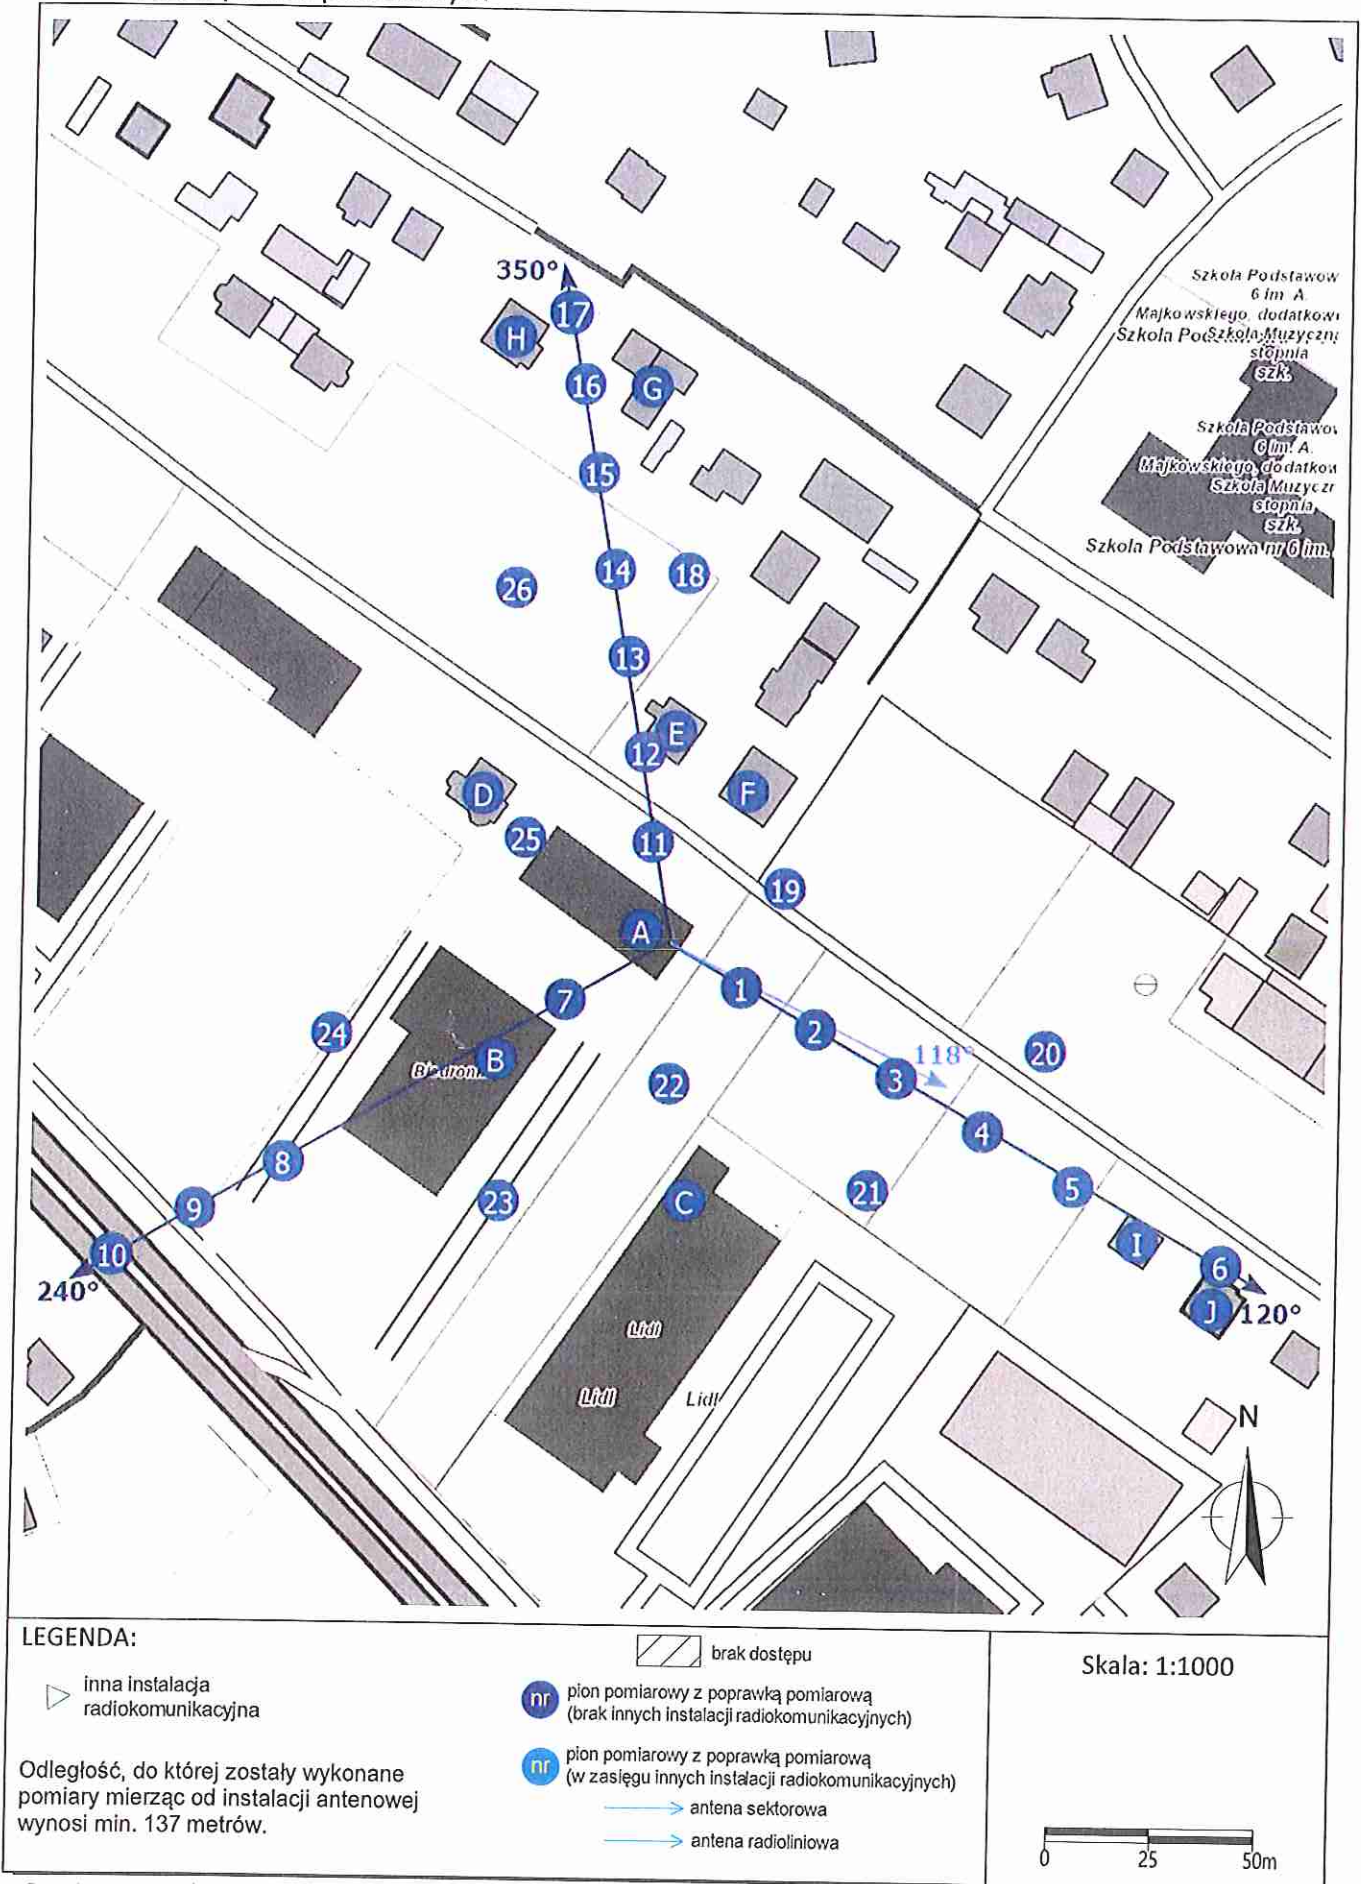 350°
17
H
16
G
15
14
18
26
13
E
12
D
F
25
11
19
A
7
1
2
24
118°
20
B
3
22
4
8
5
21
23
C
9
I
10
6
240°
J
120°
Lidl
Lidl
Lidl
N
Szkoła Podstawow
6 im. A.
Majkowskiego, dodatkow
stopnia
szk.
Szkoła Podstawow
6 im. A.
Majkowskiego, dodatkow
Szkoła Muzyczn
stopnia
szk.
Szkoła Podstawowa nr 6 im.
LEGENDA:
inna instalacja
radiokomunikacyjna
Odległość, do której zostały wykonane
pomiary mierząc od instalacji antenowej
wynosi min. 137 metrów.
brak dostępu
nr pion pomiarowy z poprawką pomiarową
(brak innych instalacji radiokomunikacyjnych)
nr pion pomiarowy z poprawką pomiarową
(w zasięgu innych instalacji radiokomunikacyjnych)
antena sektorowa
antena radioliniowa
Skala: 1:1000
0 25 50m